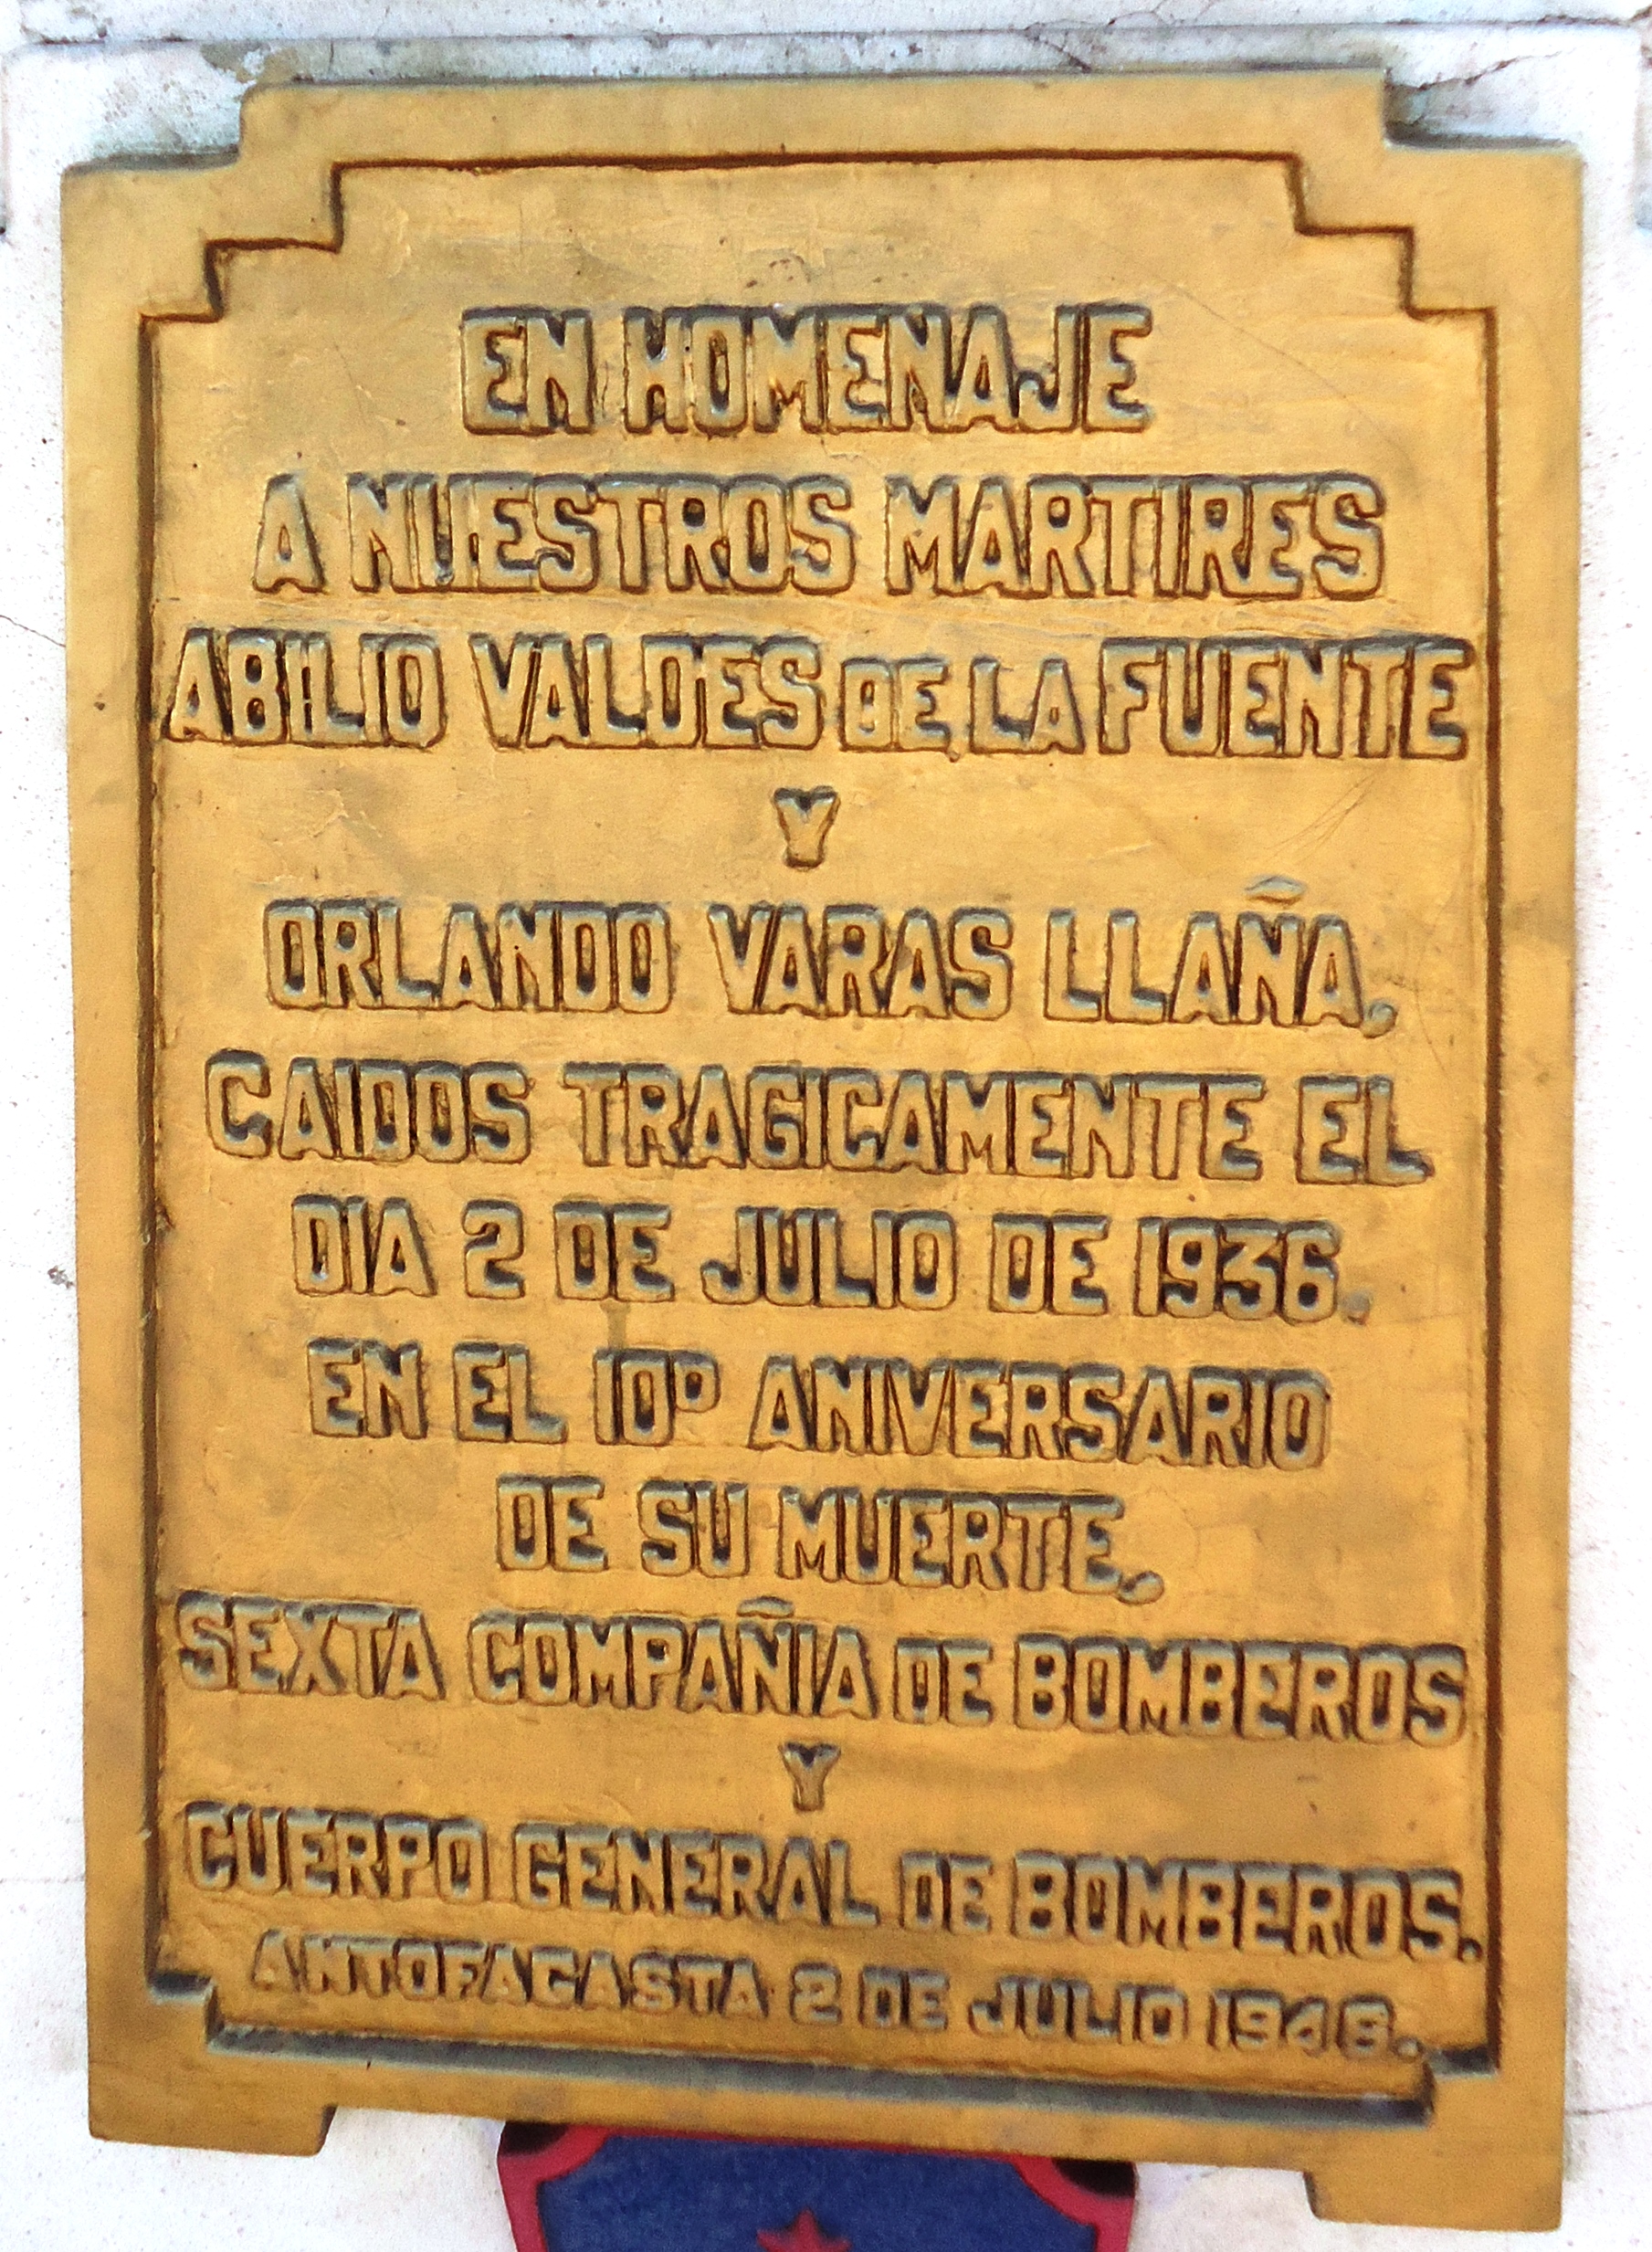 EN HOMENAJE
A NUESTROS MARTIRES
ABILIO VALDES DE LA FUENTE
Y
ORLANDO VARAS LLAÑA,
CAIDOS TRAGICAMENTE EL
DIA 2 DE JULIO DE 1936.
EN EL 10º ANIVERSARIO
DE SU MUERTE,
SEXTA COMPAÑIA DE BOMBEROS
Y
CUERPO GENERAL DE BOMBEROS.
ANTOFAGASTA 2 DE JULIO 1946.